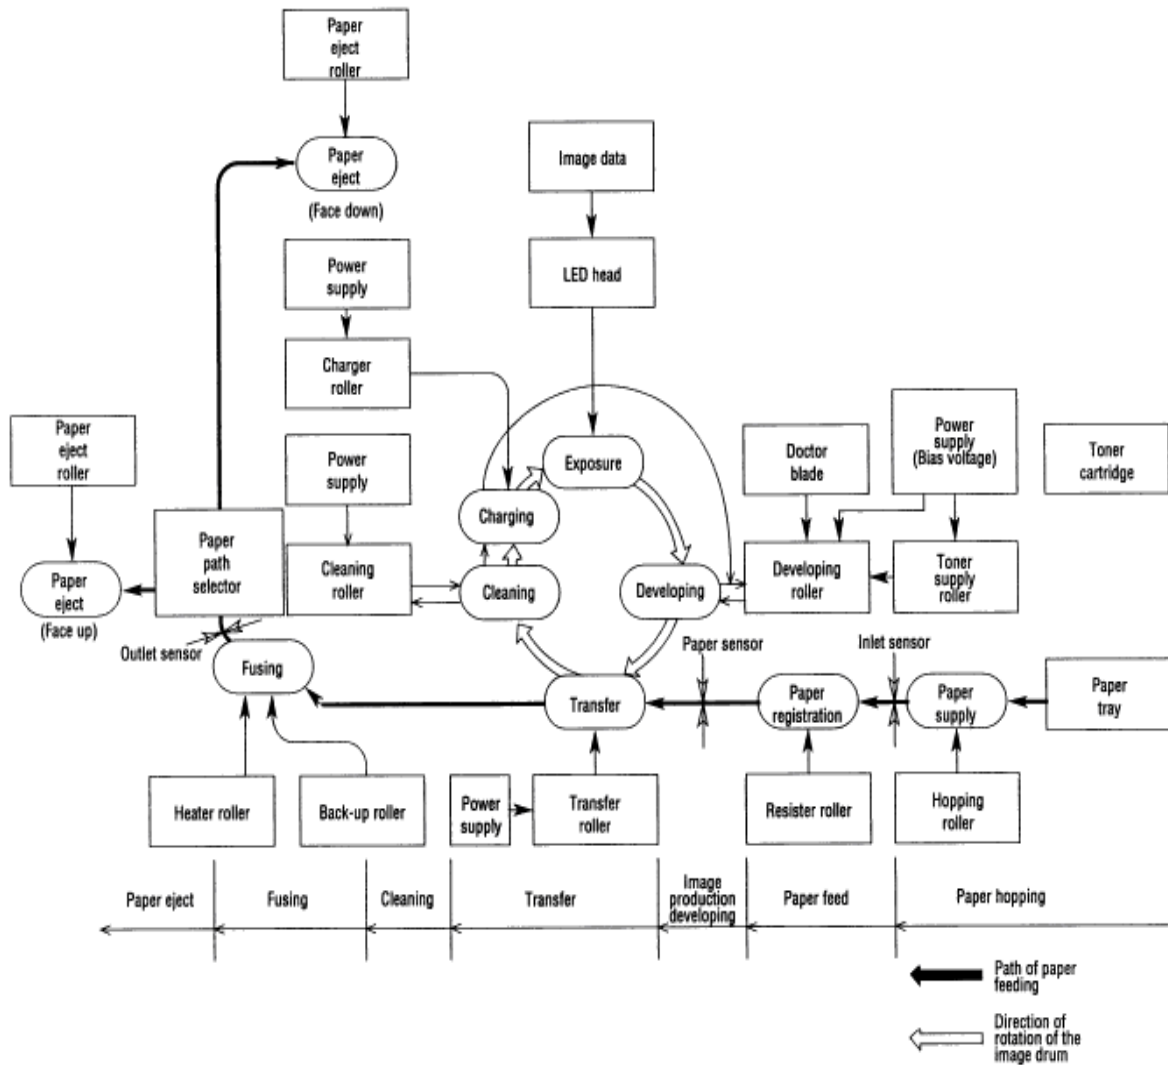 Paper
eject
roller
Paper
eject
(Face down)
Image data
LED head
Power
supply
Charger
roller
Paper
eject
roller
Power
supply
Exposure
Doctor
blade
Power
supply
(Bias voltage)
Toner
cartridge
Charging
Paper
path
selector
Cleaning
roller
Cleaning
Developing
Developing
roller
Toner
supply
roller
Paper
eject
(Face up)
Outlet sensor
Fusing
Paper sensor
Inlet sensor
Transfer
Paper
registration
Paper
supply
Paper
tray
Heater roller
Back-up roller
Power
supply
Transfer
roller
Resister roller
Hopping
roller
Paper eject
Fusing
Cleaning
Transfer
Image
production
developing
Paper feed
Paper hopping
Path of paper
feeding
Direction of
rotation of the
image drum